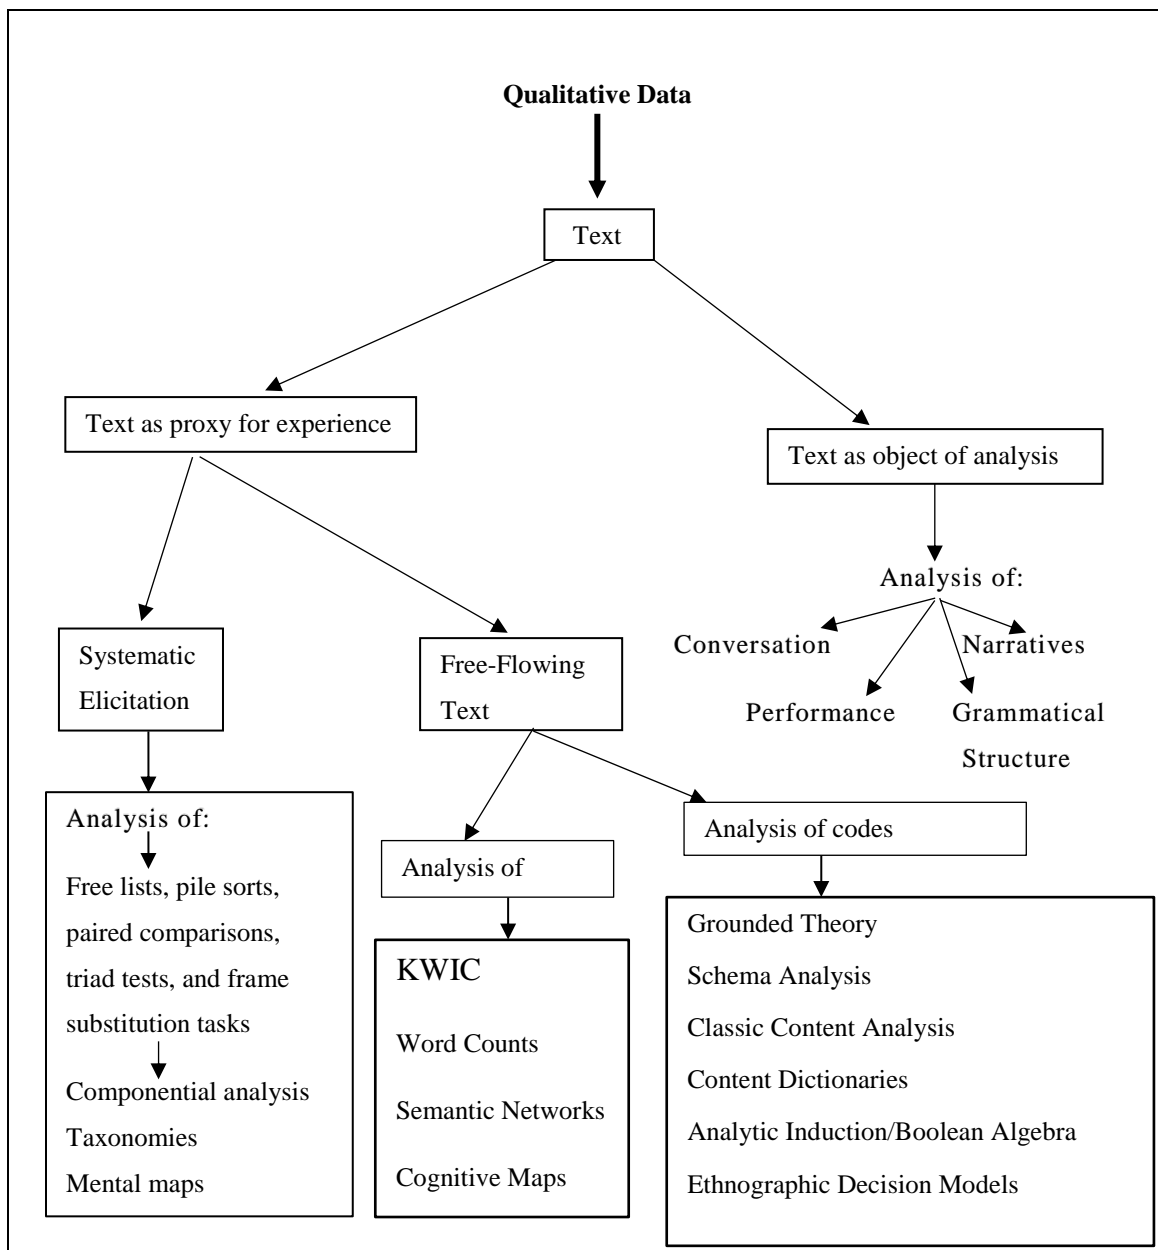 Qualitative Data
Text
Text as proxy for experience
Text as object of analysis
Analysis of:
Conversation
Narratives
Performance
Grammatical
Structure
Systematic
Elicitation
Free-Flowing
Text
Analysis of:
Free lists, pile sorts,
paired comparisons,
triad tests, and frame
substitution tasks
Componential analysis
Taxonomies
Mental maps
Analysis of
KWIC
Word Counts
Semantic Networks
Cognitive Maps
Analysis of codes
Grounded Theory
Schema Analysis
Classic Content Analysis
Content Dictionaries
Analytic Induction/Boolean Algebra
Ethnographic Decision Models